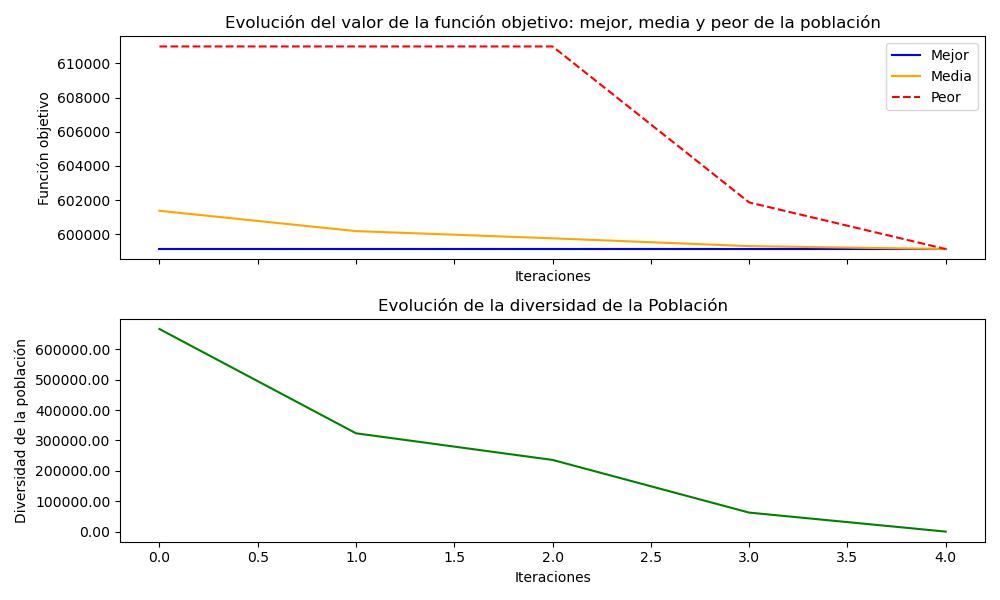 Evolución del valor de la función objetivo: mejor, media y peor de la población
Función objetivo
610000
608000
606000
604000
602000
600000
Mejor
Media
Peor
Iteraciones
Evolución de la diversidad de la Población
Diversidad de la población
600000.00
500000.00
400000.00
300000.00
200000.00
100000.00
0.00
0.0 0.5 1.0 1.5 2.0 2.5 3.0 3.5 4.0
Iteraciones